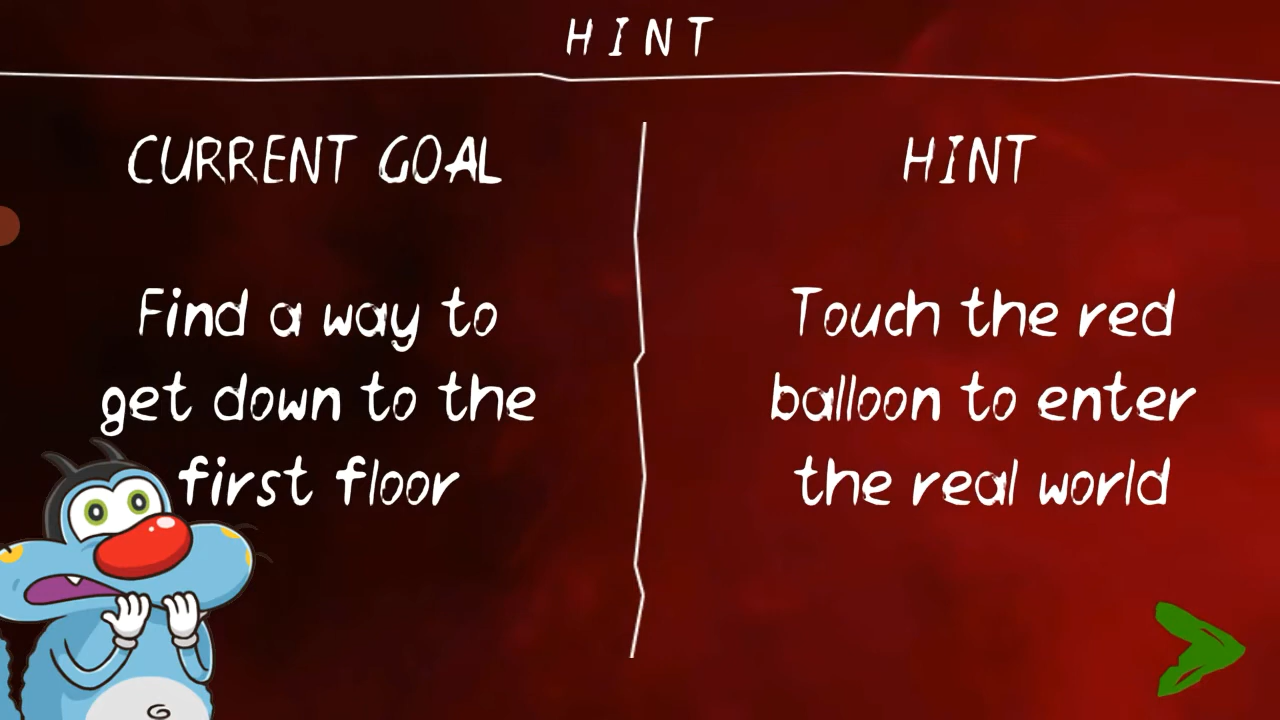 HINT
CURRENT GOAL
Find a way to
get down to the
first floor
HINT
Touch the red
balloon to enter
the real world